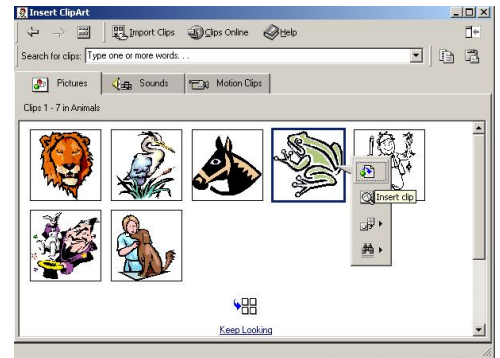 Insert ClipArt
Import Clips Clips Online Help
Search for clips: Type one or more words. . .
Pictures Sounds Motion Clips
Clips 1 - 7 in Animals
Insert clip
Keep Looking